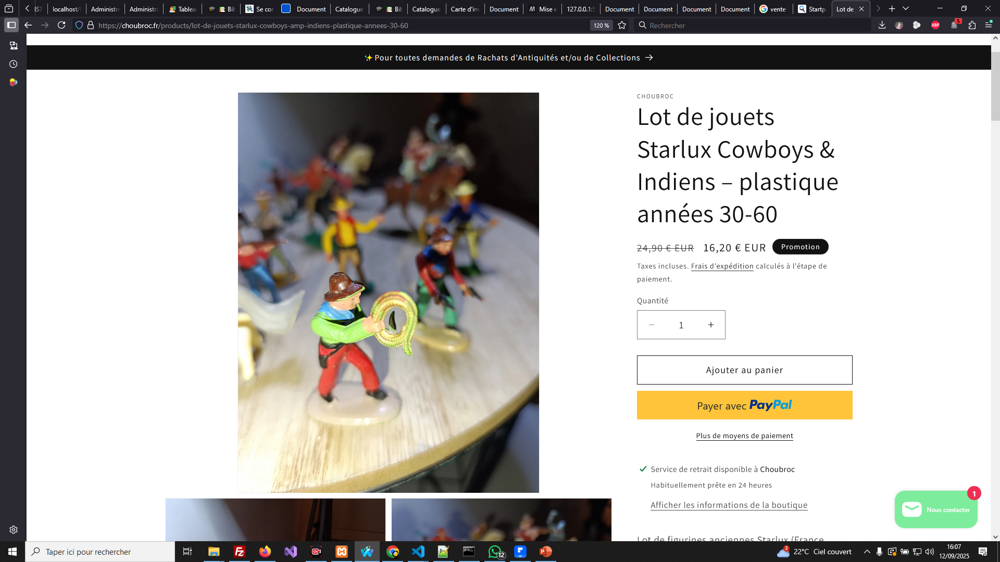 IST
localhost/
Administra
Administra
Tableau
Bib
Se cor
Document
Catalogue
Bib
Catalogue
Carte d'inv
Document
Mise e
127.0.0.1:5
Document
Document
Document
Document
vente
Startp
Lot de
https://choubroc.fr/products/lot-de-jouets-starlux-cowboys-amp-indiens-plastique-annees-30-60
120 %
Rechercher
ABP
5
✨Pour toutes demandes de Rachats d'Antiquités et/ou de Collections →
CHOUBROC
Lot de jouets
Starlux Cowboys &
Indiens – plastique
années 30-60
24,90 € EUR 16,20 € EUR Promotion
Taxes incluses. Frais d'expédition calculés à l'étape de
paiement.
Quantité
− 1 +
Ajouter au panier
Payer avec PayPal
Plus de moyens de paiement
Service de retrait disponible à Choubroc
Habituellement prête en 24 heures
Afficher les informations de la boutique
1
Nous contacter
Lot de figurines anciennes Starlux (France
Taper ici pour rechercher
12
2
22°C Ciel couvert
16:07
12/09/2025